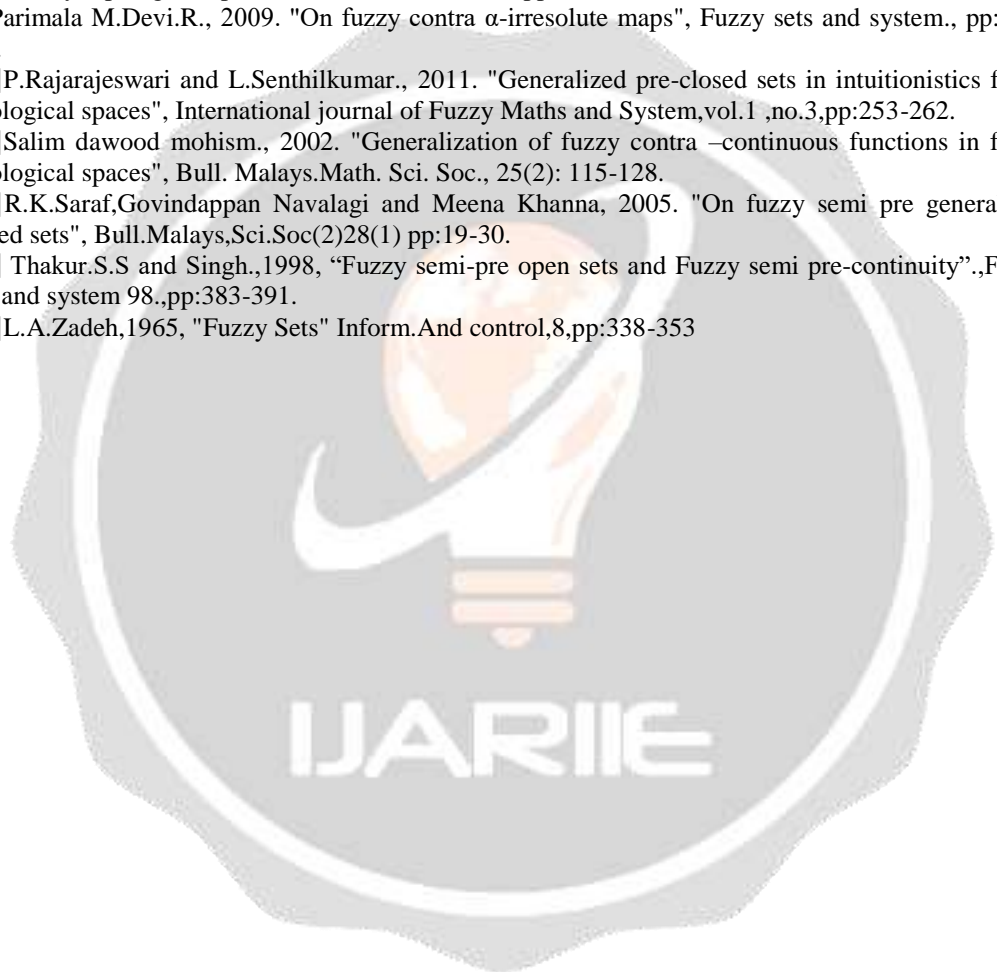 Parimala M.Devi.R., 2009. "On fuzzy contra α-irresolute maps", Fuzzy sets and system., pp:
P.Rajarajeswari and L.Senthilkumar., 2011. "Generalized pre-closed sets in intuitionistics f
ological spaces", International journal of Fuzzy Maths and System,vol.1 ,no.3,pp:253-262.
]Salim dawood mohism., 2002. "Generalization of fuzzy contra –continuous functions in f
ological spaces", Bull. Malays.Math. Sci. Soc., 25(2): 115-128.
]R.K.Saraf,Govindappan Navalagi and Meena Khanna, 2005. "On fuzzy semi pre genera
ed sets", Bull.Malays,Sci.Soc(2)28(1) pp:19-30.
] Thakur.S.S and Singh.,1998, “Fuzzy semi-pre open sets and Fuzzy semi pre-continuity”.,F
and system 98.,pp:383-391.
]L.A.Zadeh,1965, "Fuzzy Sets" Inform.And control,8,pp:338-353
IJARIIE